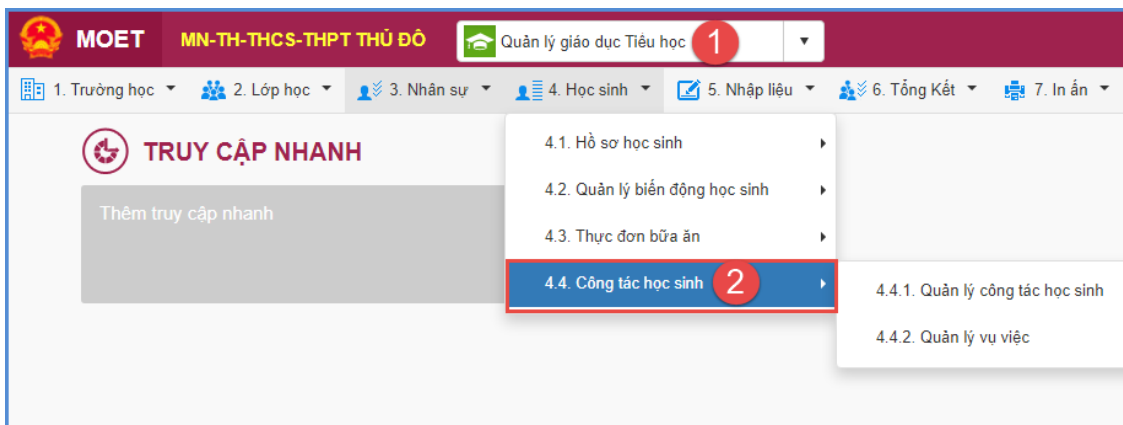 MOET MN-TH-THCS-THPT THỦ ĐÔ Quản lý giáo dục Tiểu học 1
1. Trường học 2. Lớp học 3. Nhân sự 4. Học sinh 5. Nhập liệu 6. Tổng Kết 7. In ấn
TRUY CẬP NHANH
Thêm truy cập nhanh
4.1. Hồ sơ học sinh
4.2. Quản lý biến động học sinh
4.3. Thực đơn bữa ăn
4.4. Công tác học sinh 2
4.4.1. Quản lý công tác học sinh
4.4.2. Quản lý vụ việc